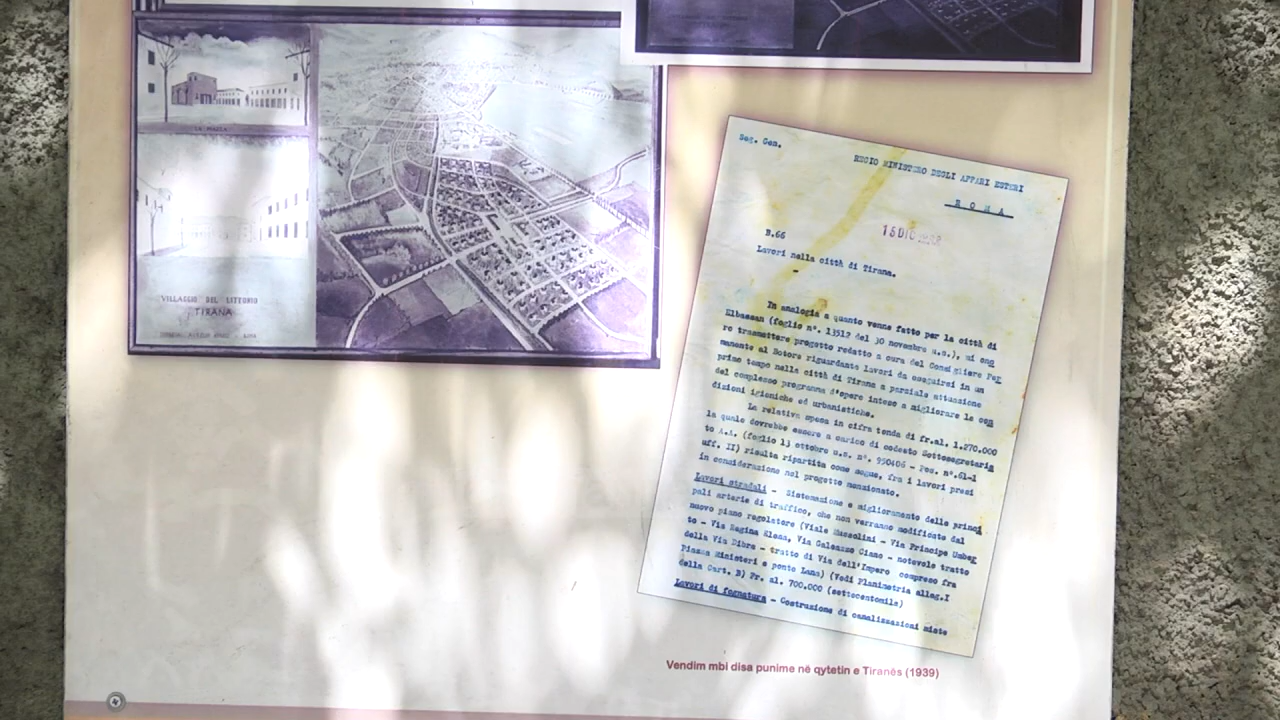 LA PIAZZA
VILLAGGIO DEL LITTORIO
TIRANA
Seg. Gen.
REGIO MINISTERO DEGLI AFFARI ESTERI
ROMA
B.66
15 DIC
Lavori nella città di Tirana.
In analogia a quanto venne fatto per la città di
Elbassan (foglio n°. 13512 del 30 novembre u.s.), mi ono
ro trasmettere progetto redatto a cura del Consigliere Per
manente al Settore riguardante lavori da eseguirsi in un
primo tempo nella città di Tirana a parziale attuazione
del complesso programma d'opere inteso a migliorare le con
dizioni igieniche ed urbanistiche.
La relativa spesa in cifra tonda di fr.al. 1.270.000
la quale dovrebbe essere a carico di codesto Sottosegretaria
to A.A. (foglio 13 ottobre u.s. n°. 950406 - Pos. n°.61-1
uff. II) risulta ripartita come segue, fra i lavori presi
in considerazione nel progetto menzionato.
Lavori stradali - Sistemazione e miglioramento delle princi
pali arterie di traffico, che non verranno modificate dal
nuovo piano regolatore (Viale Mussolini - Via Principe Umber
to - Via Regina Elena, Via Galeazzo Ciano - notevole tratto
della Via Dibra - tratto di Via dell'Impero compreso fra
Piazza Ministeri e ponte Lana) (Vedi Planimetria alleg.I
della Cart. B) Fr. al. 700.000 (settecentomila)
Lavori di fognatura - Costruzione di canalizzazioni miste
Vendim mbi disa punime në qytetin e Tiranës (1939)